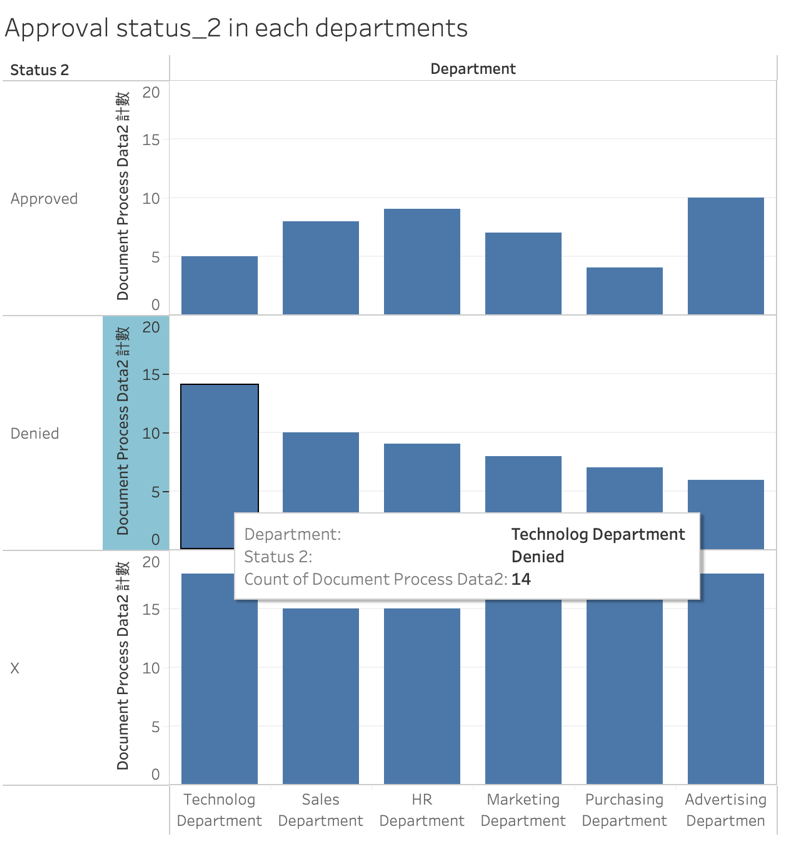 Approval status_2 in each departments
Status 2
Department
Approved
Document Process Data2 計數
20
15
10
5
0
Denied
Document Process Data2 計數
20
15
10
5
0
Department: Technolog Department
Status 2: Denied
Count of Document Process Data2: 14
X
Document Process Data2 計數
20
15
10
5
0
Technolog Department
Sales Department
HR Department
Marketing Department
Purchasing Department
Advertising Departmen